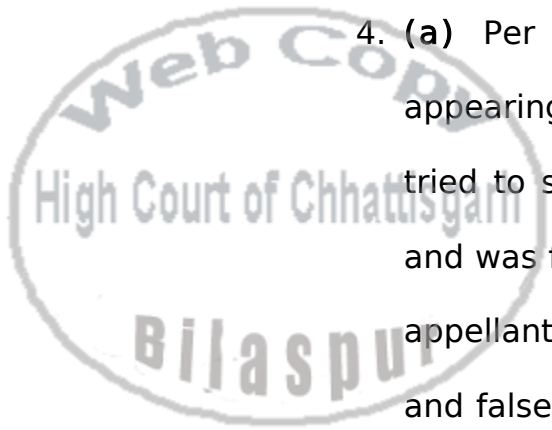 Web Copy
High Court of Chhattisgarh
Bilaspur
4. (a) Per
appearing
tried to s
and was f
appellant
and false